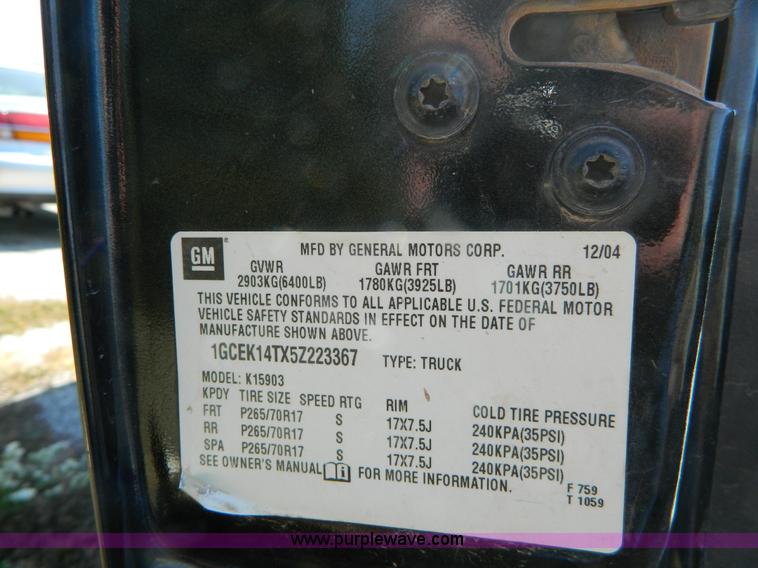 GM
MFD BY GENERAL MOTORS CORP. 12/04
GVWR GAWR FRT GAWR RR
2903KG(6400LB) 1780KG(3925LB) 1701KG(3750LB)
THIS VEHICLE CONFORMS TO ALL APPLICABLE U.S. FEDERAL MOTOR
VEHICLE SAFETY STANDARDS IN EFFECT ON THE DATE OF
MANUFACTURE SHOWN ABOVE.
1GCEK14TX5Z223367 TYPE: TRUCK
MODEL: K15903
KPDY TIRE SIZE SPEED RTG RIM COLD TIRE PRESSURE
FRT P265/70R17 S 17X7.5J 240KPA(35PSI)
RR P265/70R17 S 17X7.5J 240KPA(35PSI)
SPA P265/70R17 S 17X7.5J 240KPA(35PSI)
SEE OWNER'S MANUAL i FOR MORE INFORMATION.
F 759
T 1059
www.purplewave.com